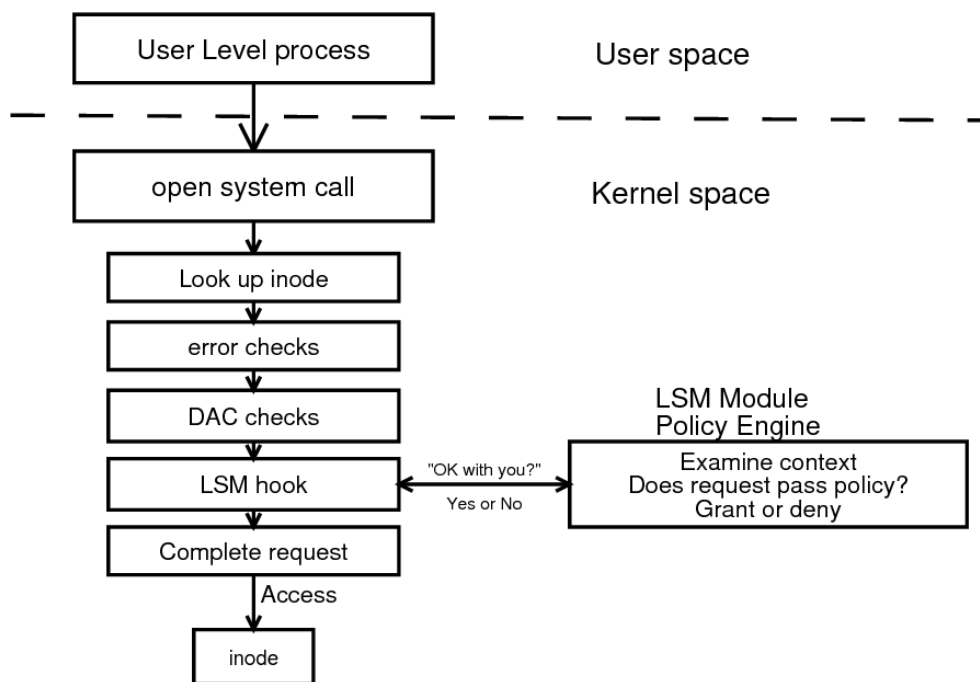 User Level process
User space
open system call
Kernel space
Look up inode
error checks
DAC checks
LSM Module
Policy Engine
LSM hook
"OK with you?"
Yes or No
Examine context
Does request pass policy?
Grant or deny
Complete request
Access
inode